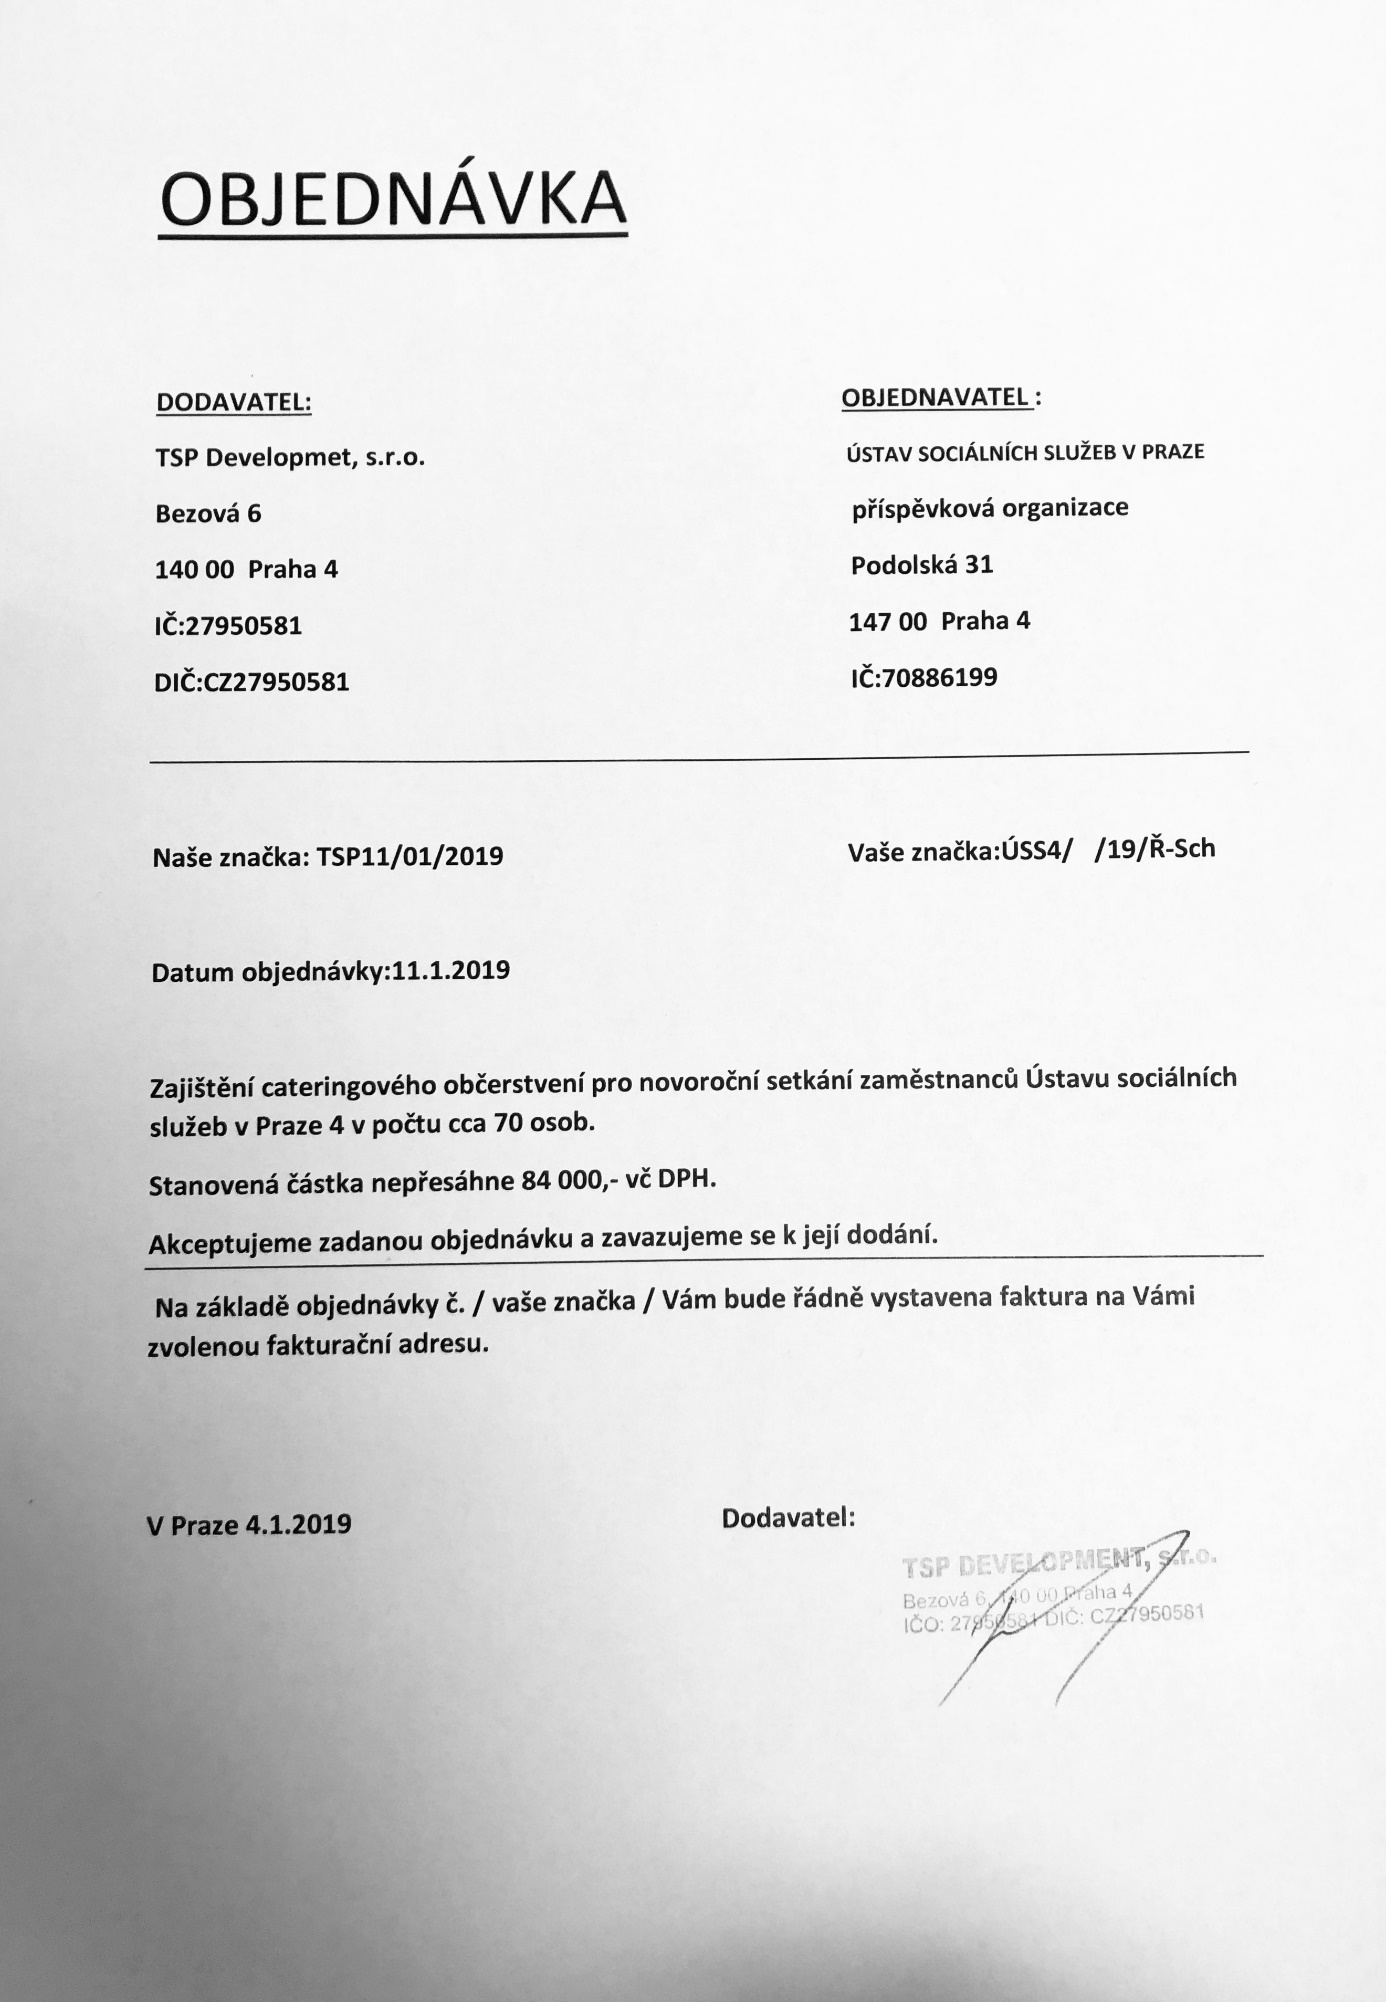 OBJEDNÁVKA
DODAVATEL:
TSP Developmet, s.r.o.
Bezová 6
140 00 Praha 4
IČ:27950581
DIČ:CZ27950581
OBJEDNAVATEL :
ÚSTAV SOCIÁLNÍCH SLUŽEB V PRAZE
příspěvková organizace
Podolská 31
147 00 Praha 4
IČ:70886199
Naše značka: TSP11/01/2019
Vaše značka:ÚSS4/ /19/Ř-Sch
Datum objednávky:11.1.2019
Zajištění cateringového občerstvení pro novoroční setkání zaměstnanců Ústavu sociálních
služeb v Praze 4 v počtu cca 70 osob.
Stanovená částka nepřesáhne 84 000,- vč DPH.
Akceptujeme zadanou objednávku a zavazujeme se k její dodání.
Na základě objednávky č. / vaše značka / Vám bude řádně vystavena faktura na Vámi
zvolenou fakturační adresu.
V Praze 4.1.2019
Dodavatel:
TSP DEVELOPMENT, s.r.o.
Bezová 6, 140 00 Praha 4
IČO: 27950581 DIČ: CZ27950581